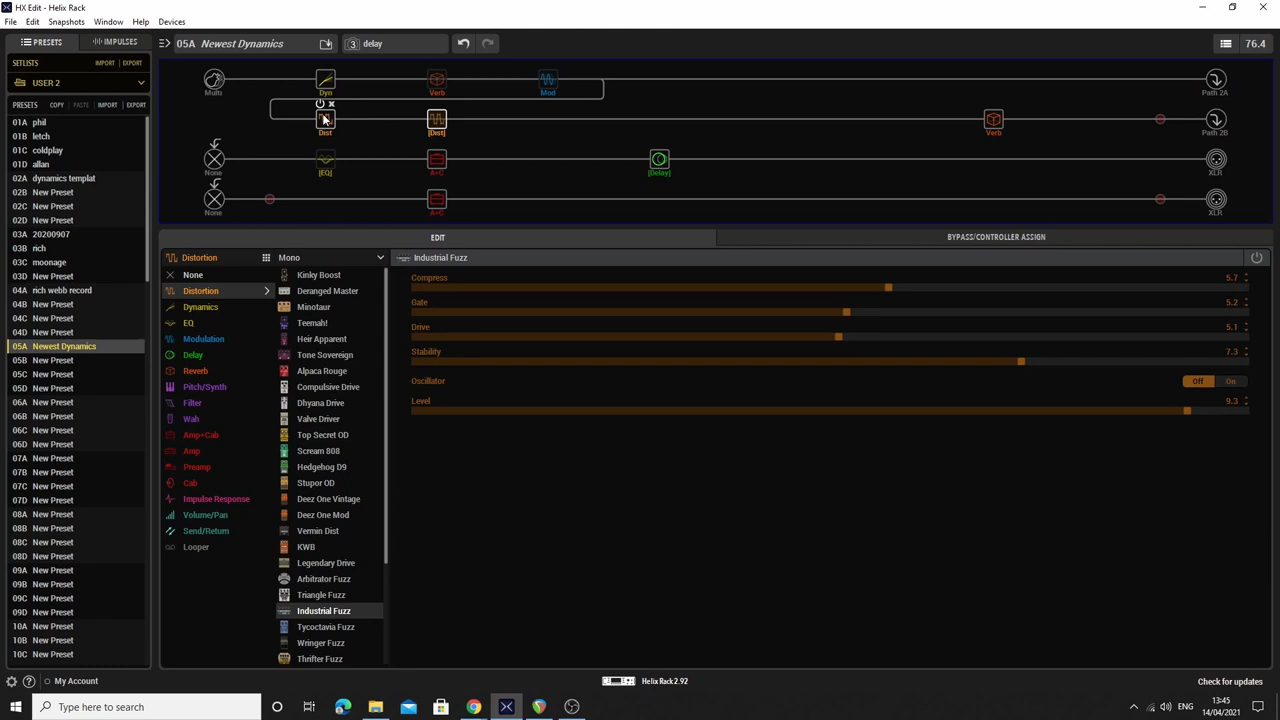 HX Edit - Helix Rack
File Edit Snapshots Window Help Devices
PRESETS IMPULSES
05A Newest Dynamics 3 delay 76.4
SETLISTS IMPORT EXPORT
USER 2
PRESETS COPY PASTE IMPORT EXPORT
01A phil
01B letch
01C coldplay
01D allan
02A dynamics templat
02B New Preset
02C New Preset
02D New Preset
03A 20200907
03B rich
03C moonage
03D New Preset
04A rich webb record
04B New Preset
04C New Preset
04D New Preset
05A Newest Dynamics
05B New Preset
05C New Preset
05D New Preset
06A New Preset
06B New Preset
06C New Preset
06D New Preset
07A New Preset
07B New Preset
07C New Preset
07D New Preset
08A New Preset
08B New Preset
08C New Preset
08D New Preset
09A New Preset
09B New Preset
09C New Preset
09D New Preset
10A New Preset
10B New Preset
10C New Preset
Multi Dyn Verb Mod Path 2A
Dist |Dist| Verb Path 2B
None |EQ| A+C |Delay| XLR
None A+C XLR
EDIT BYPASS/CONTROLLER ASSIGN
Distortion Mono Industrial Fuzz
None
Distortion
Dynamics
EQ
Modulation
Delay
Reverb
Pitch/Synth
Filter
Wah
Amp+Cab
Amp
Preamp
Cab
Impulse Response
Volume/Pan
Send/Return
Looper
Kinky Boost
Deranged Master
Minotaur
Teemah!
Heir Apparent
Tone Sovereign
Alpaca Rouge
Compulsive Drive
Dhyana Drive
Valve Driver
Top Secret OD
Scream 808
Hedgehog D9
Stupor OD
Deez One Vintage
Deez One Mod
Vermin Dist
KWB
Legendary Drive
Arbitrator Fuzz
Triangle Fuzz
Industrial Fuzz
Tycoctavia Fuzz
Wringer Fuzz
Thrifter Fuzz
Compress 5.7
Gate 5.2
Drive 5.1
Stability 7.3
Oscillator Off On
Level 9.3
My Account Helix Rack 2.92 Check for updates
Type here to search
ENG
13:45
14/04/2021